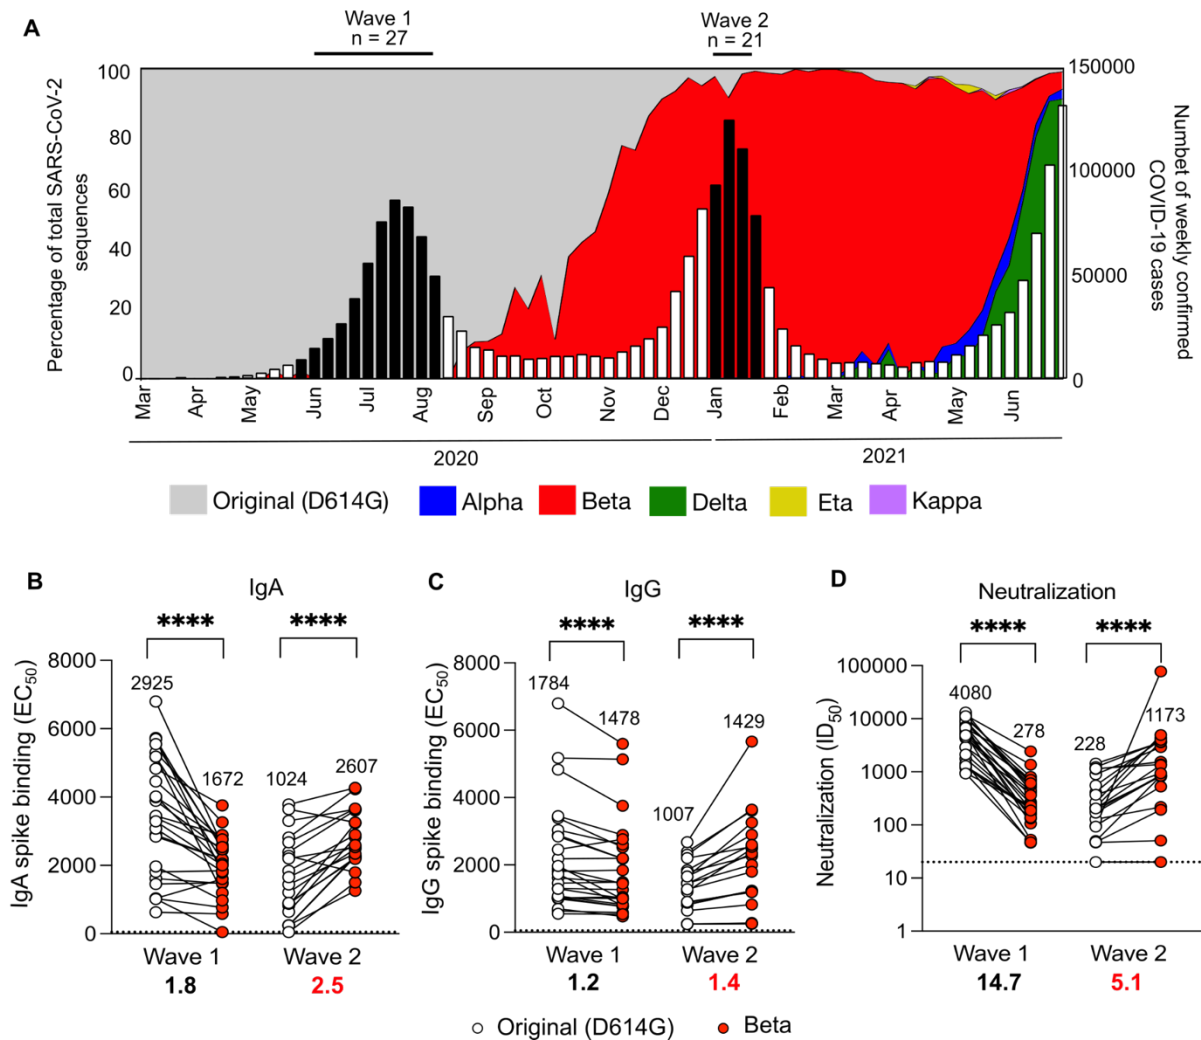 A
Wave 1
n = 27
Wave 2
n = 21
Percentage of total SARS-CoV-2
sequences
100
80
60
40
20
0
150000
100000
50000
0
Numbet of weekly confirmed
COVID-19 cases
Mar
Apr
May
Jun
Jul
Aug
Sep
Oct
Nov
Dec
Jan
Feb
Mar
Apr
May
Jun
2020
2021
Original (D614G)
Alpha
Beta
Delta
Eta
Kappa
B
IgA
****
****
IgA spike binding (EC50)
8000
6000
4000
2000
0
2925
1672
1024
2607
Wave 1
Wave 2
1.8
2.5
C
IgG
****
****
IgG spike binding (EC50)
8000
6000
4000
2000
0
1784
1478
1007
1429
Wave 1
Wave 2
1.2
1.4
D
Neutralization
****
****
Neutralization (ID50)
100000
10000
1000
100
10
1
4080
278
228
1173
Wave 1
Wave 2
14.7
5.1
Original (D614G)
Beta